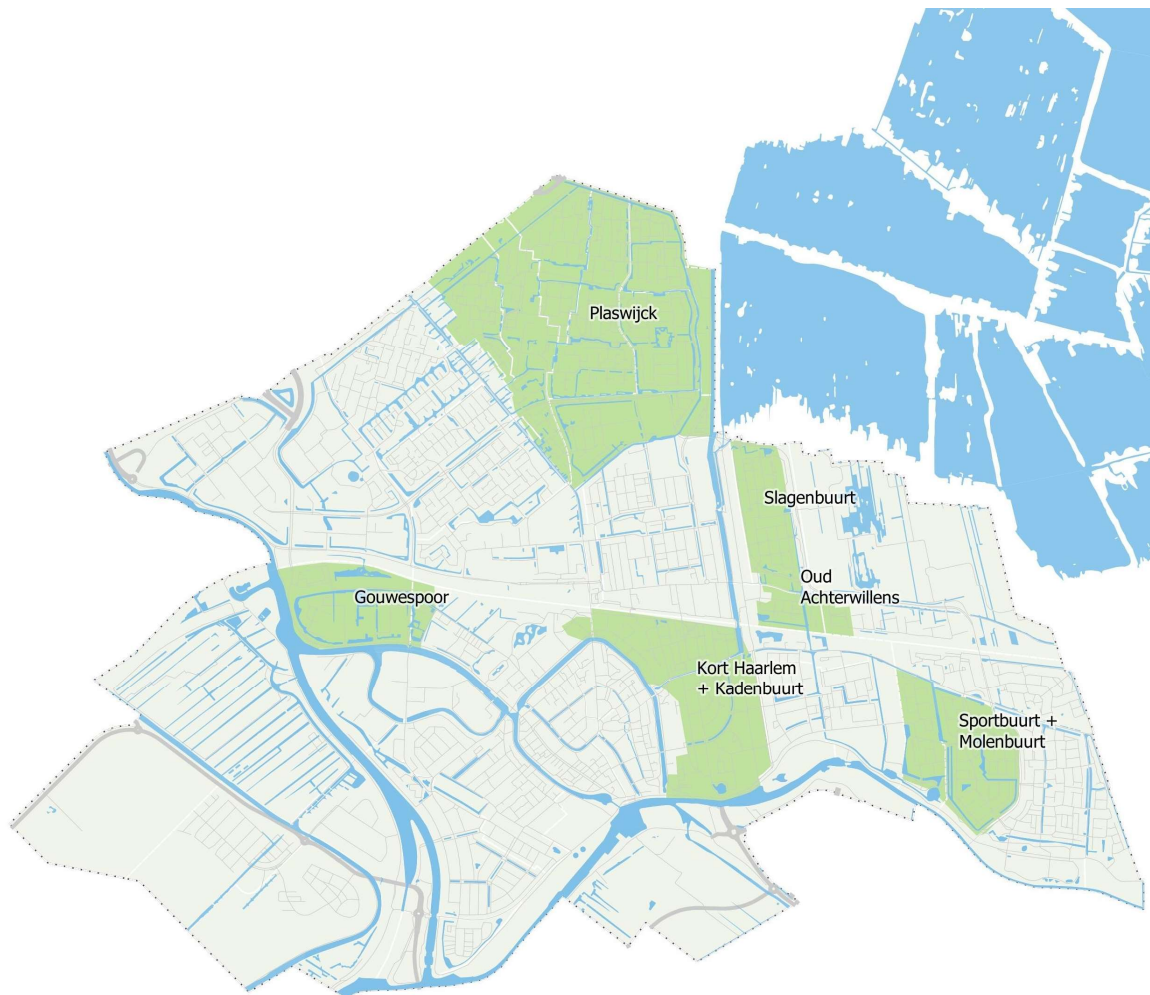 Plaswijck
Slagenbuurt
Oud
Achterwillens
Gouwespoor
Kort Haarlem
+ Kadenbuurt
Sportbuurt +
Molenbuurt